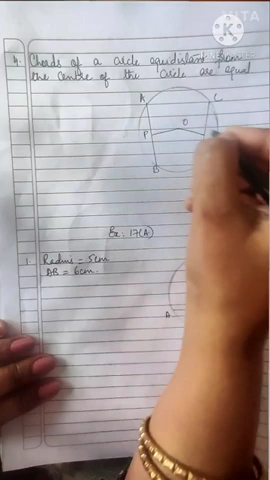 4. Chords of a circle equidistant from
the centre of the circle are equal
A
C
O
P
B
Ex: 17(A)
1. Radius = 5cm
AB = 6cm.
A